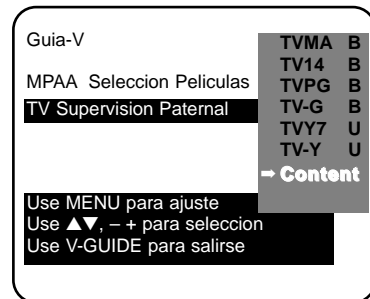 Guia-V
MPAA Seleccion Peliculas
TV Supervision Paternal
TVMA B
TV14 B
TVPG B
TV-G B
TVY7 U
TV-Y U
➡ Content
Use MENU para ajuste
Use ▲▼, – + para seleccion
Use V-GUIDE para salirse